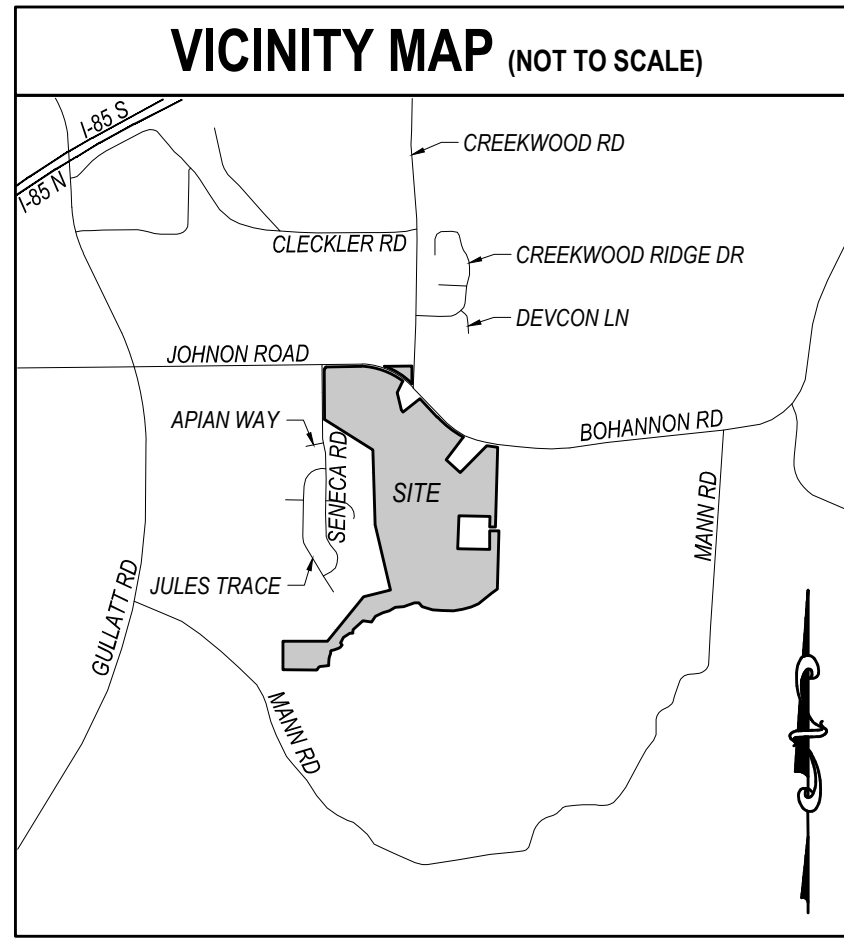 VICINITY MAP (NOT TO SCALE)
I-85 S
I-85 N
CREEKWOOD RD
CLECKLER RD
CREEKWOOD RIDGE DR
DEVCON LN
JOHNON ROAD
APIAN WAY
BOHANNON RD
SENECA RD
SITE
MANN RD
JULES TRACE
GULLATT RD
MANN RD